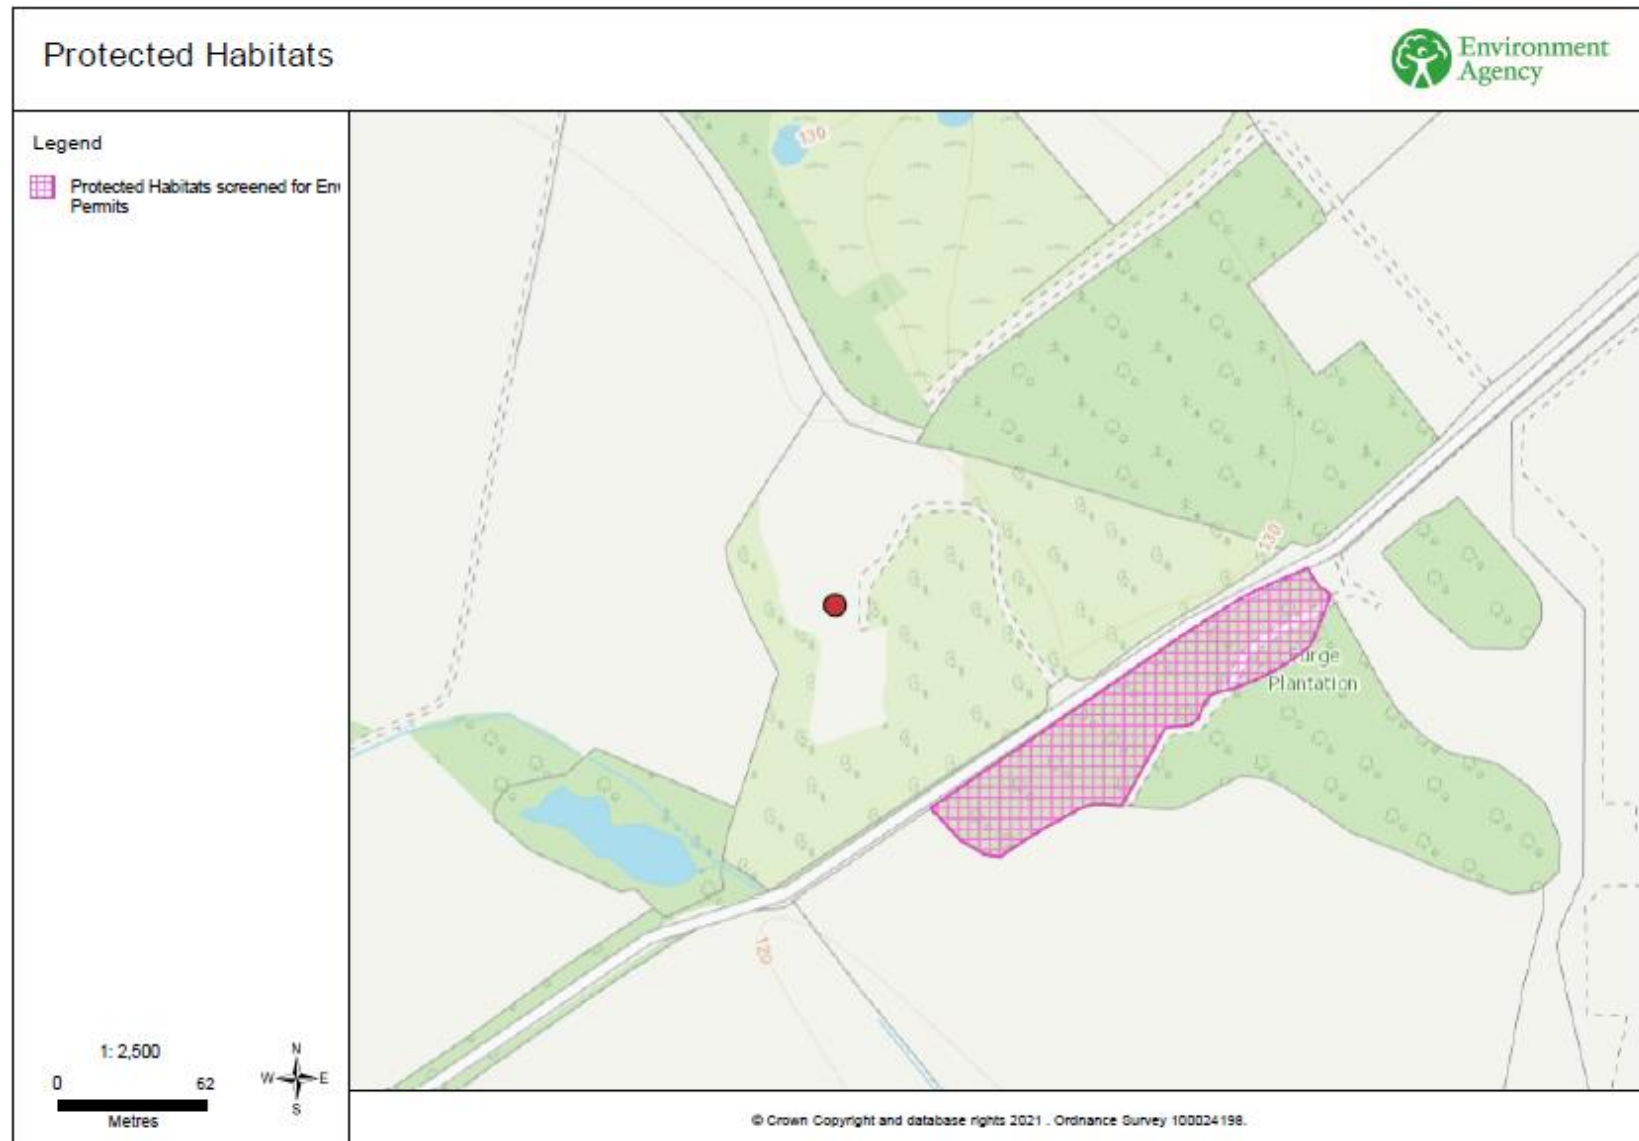 Protected Habitats
Environment
Agency
Legend
Protected Habitats screened for Env
Permits
130
130
Plantation
120
1: 2,500
0 62
Metres
N
W E
S
© Crown Copyright and database rights 2021 . Ordnance Survey 100024198.